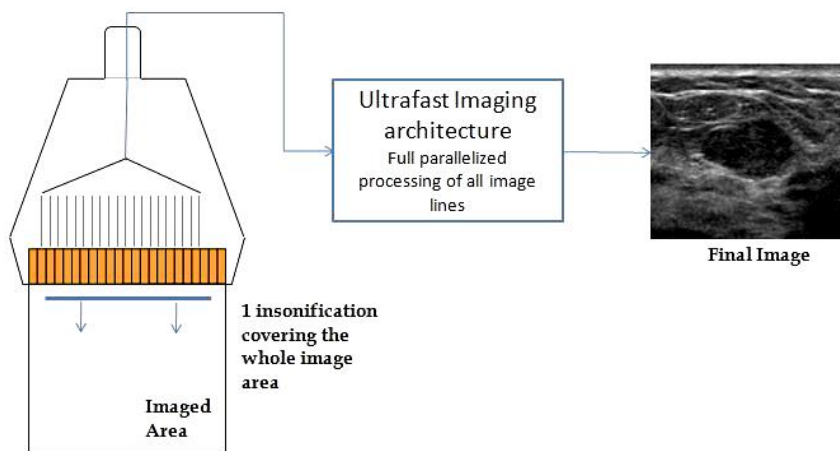 Ultrafast Imaging
architecture
Full parallelized
processing of all image
lines
Final Image
1 insonification
covering the
whole image
area
Imaged
Area